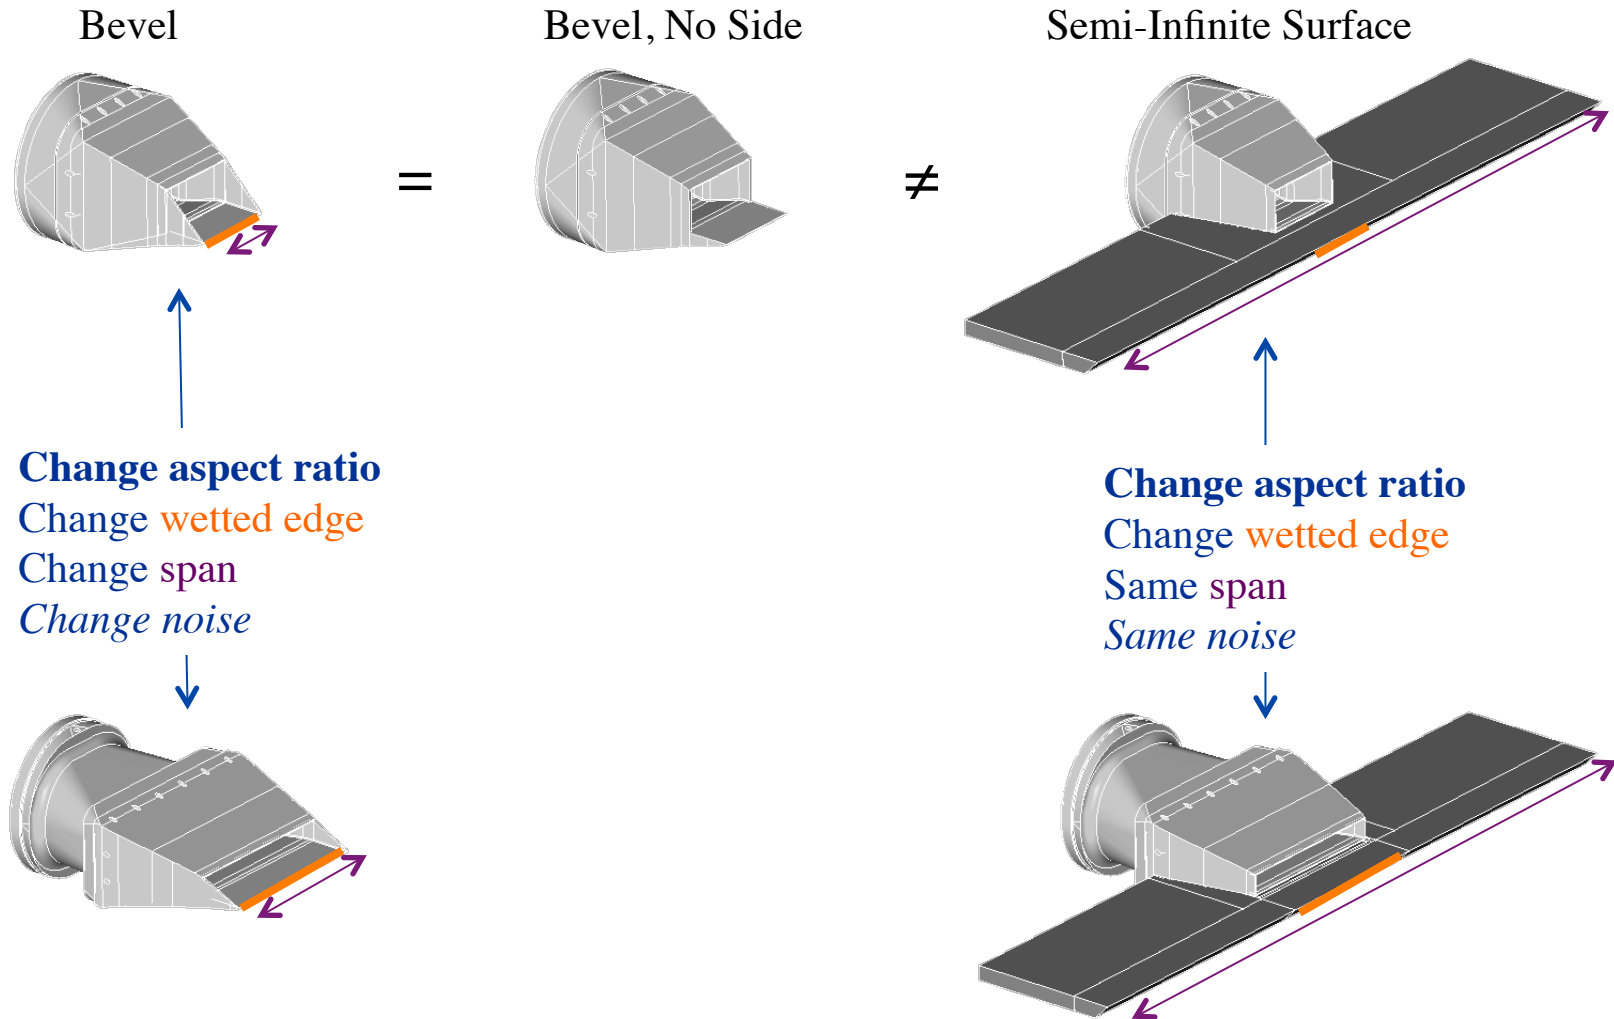 Bevel
Bevel, No Side
Semi-Infinite Surface
=
≠
Change aspect ratio
Change wetted edge
Change span
Change noise
Change aspect ratio
Change wetted edge
Same span
Same noise